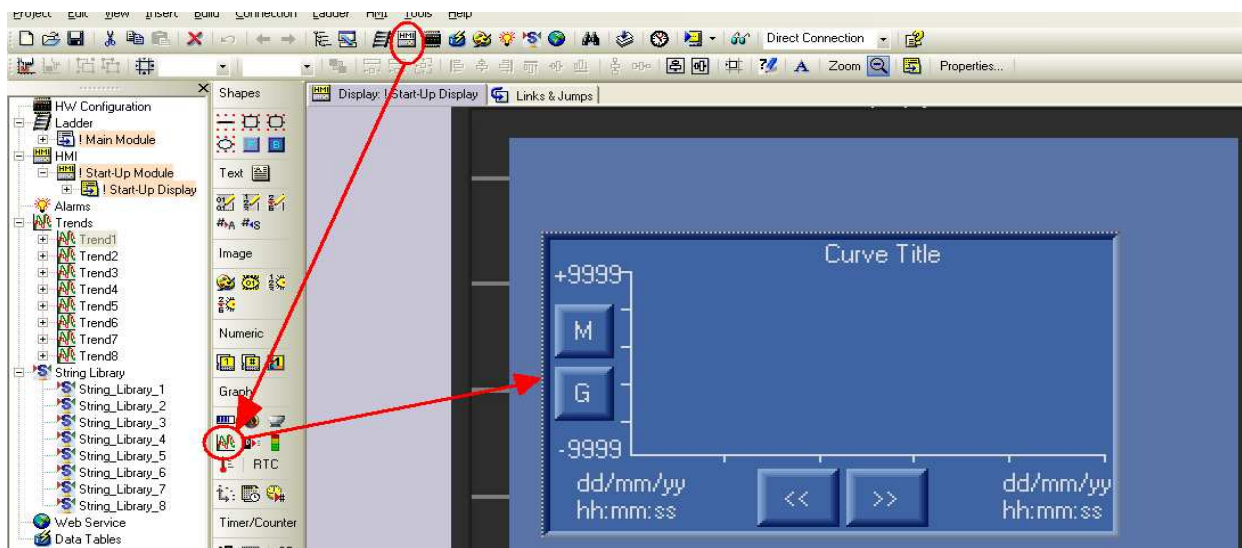 Project Edit View Insert Build Connection Ladder HMI Tools Help
HMI Direct Connection
A Zoom Properties...
HW Configuration
Ladder
! Main Module
HMI
! Start-Up Module
! Start-Up Display
Alarms
Trends
Trend1
Trend2
Trend3
Trend4
Trend5
Trend6
Trend7
Trend8
String Library
String_Library_1
String_Library_2
String_Library_3
String_Library_4
String_Library_5
String_Library_6
String_Library_7
String_Library_8
Web Service
Data Tables
Shapes
B
Text
#›A #‹S
Image
Numeric
Graph
RTC
Timer/Counter
HMI Display: ! Start-Up Display Links & Jumps
Curve Title
+9999
M
G
-9999
dd/mm/yy
hh:mm:ss
<< >>
dd/mm/yy
hh:mm:ss